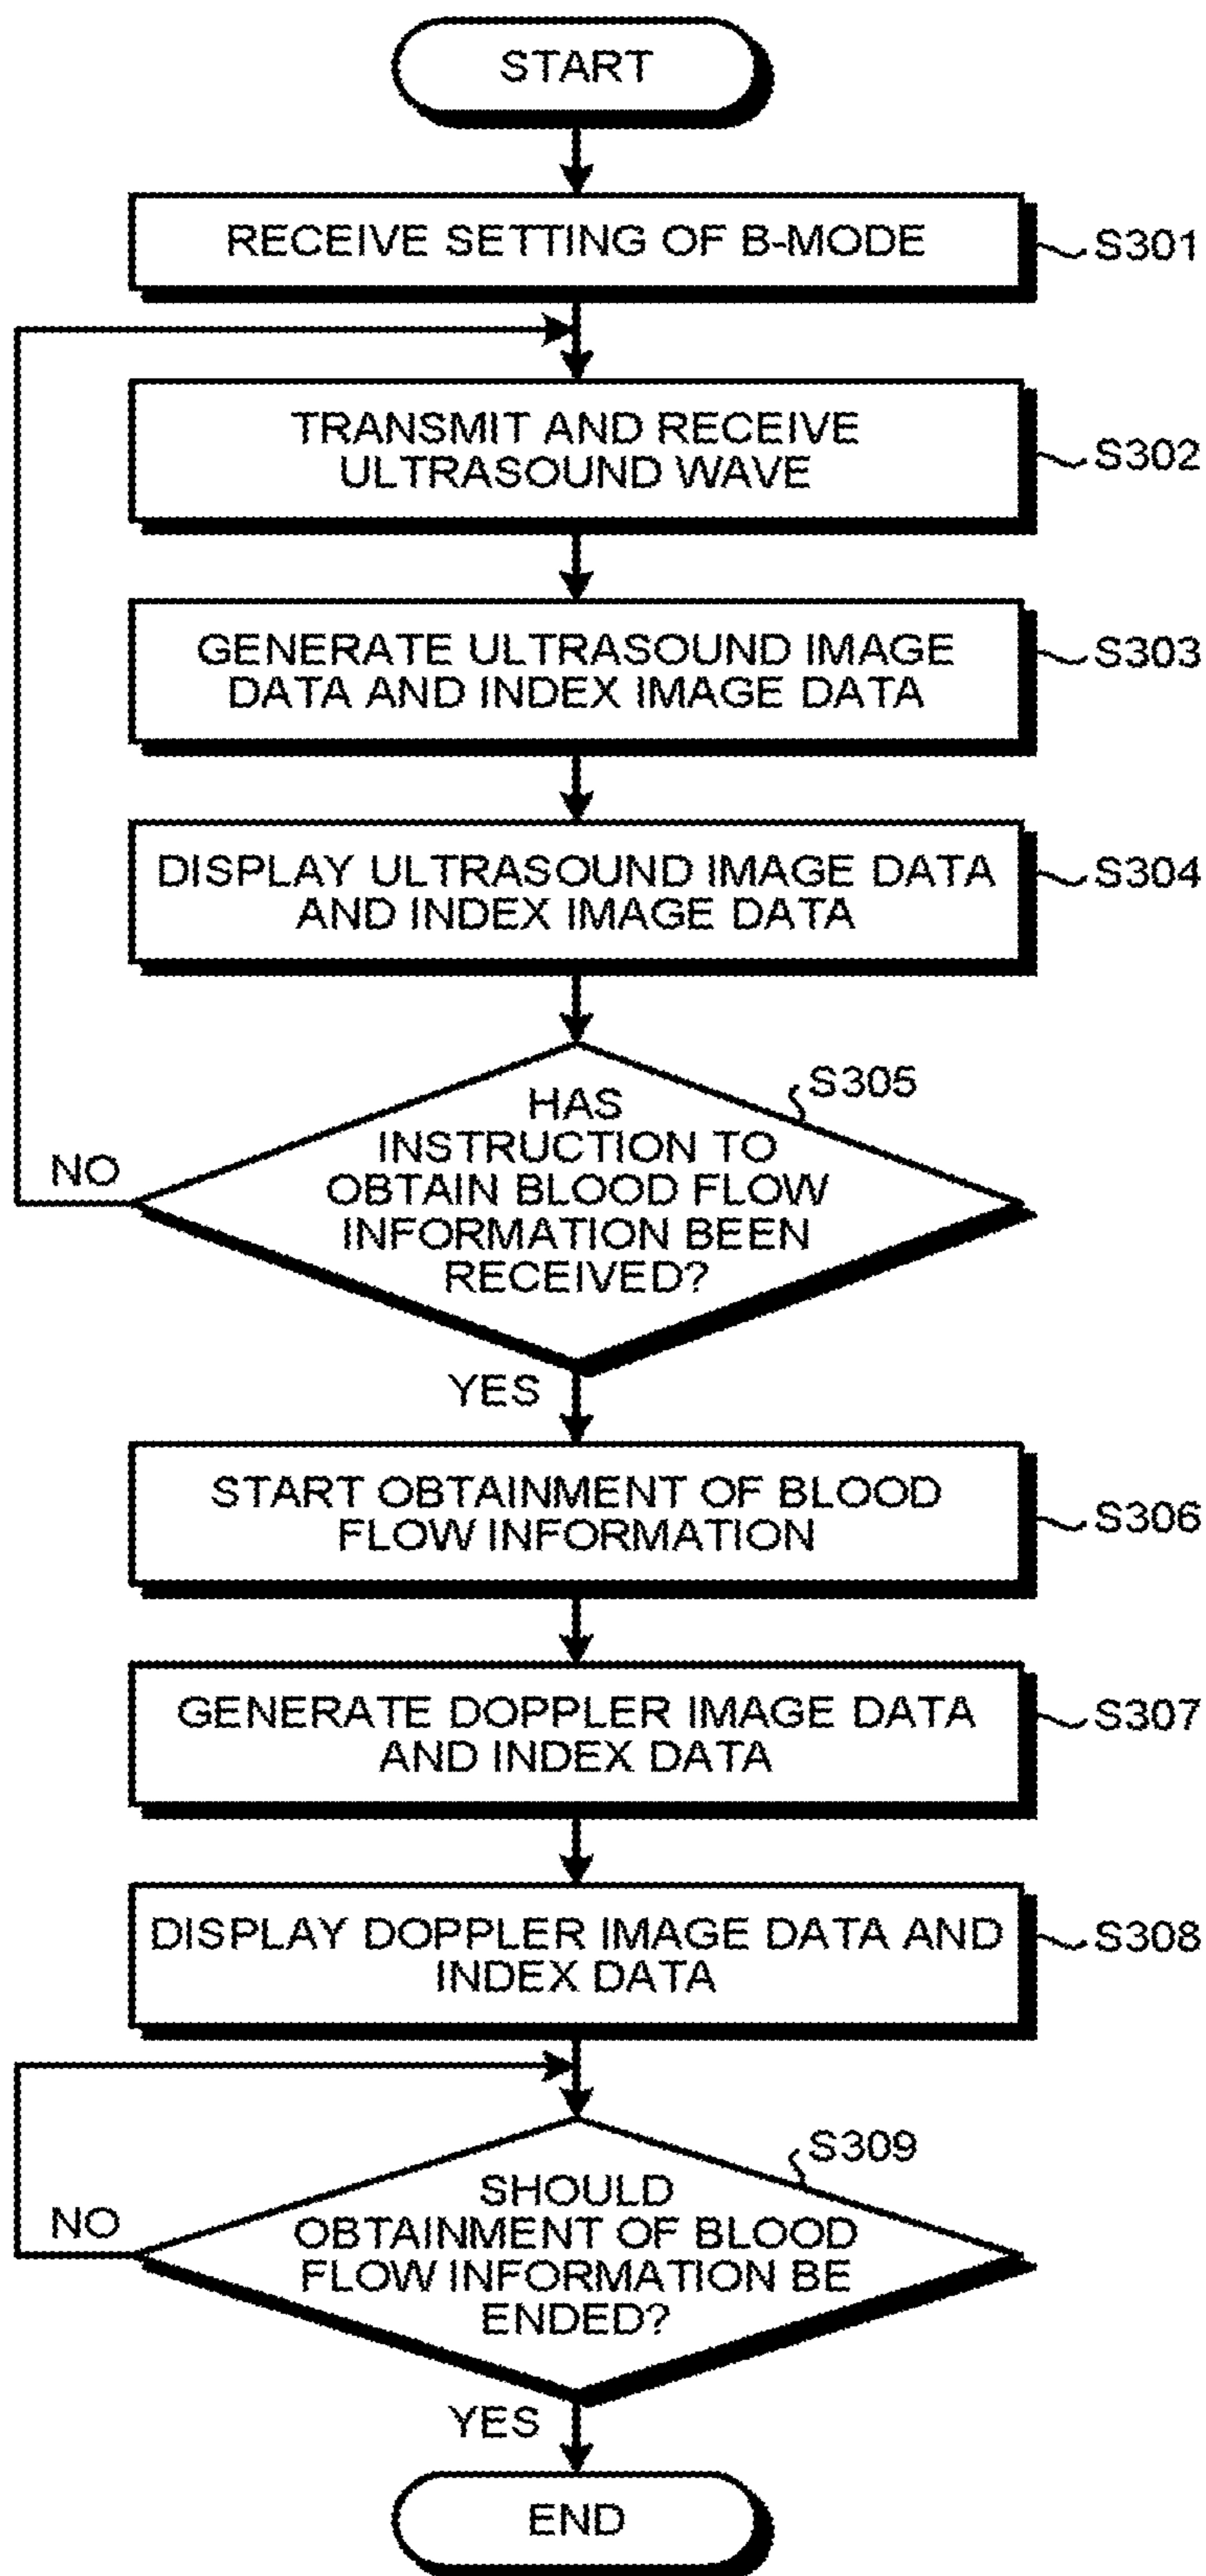 START
RECEIVE SETTING OF B-MODE
S301
TRANSMIT AND RECEIVE
ULTRASOUND WAVE
S302
GENERATE ULTRASOUND IMAGE
DATA AND INDEX IMAGE DATA
S303
DISPLAY ULTRASOUND IMAGE DATA
AND INDEX IMAGE DATA
S304
S305
HAS
INSTRUCTION TO
OBTAIN BLOOD FLOW
INFORMATION BEEN
RECEIVED?
NO
YES
START OBTAINMENT OF BLOOD
FLOW INFORMATION
S306
GENERATE DOPPLER IMAGE DATA
AND INDEX DATA
S307
DISPLAY DOPPLER IMAGE DATA AND
INDEX DATA
S308
S309
SHOULD
OBTAINMENT OF BLOOD
FLOW INFORMATION BE
ENDED?
NO
YES
END